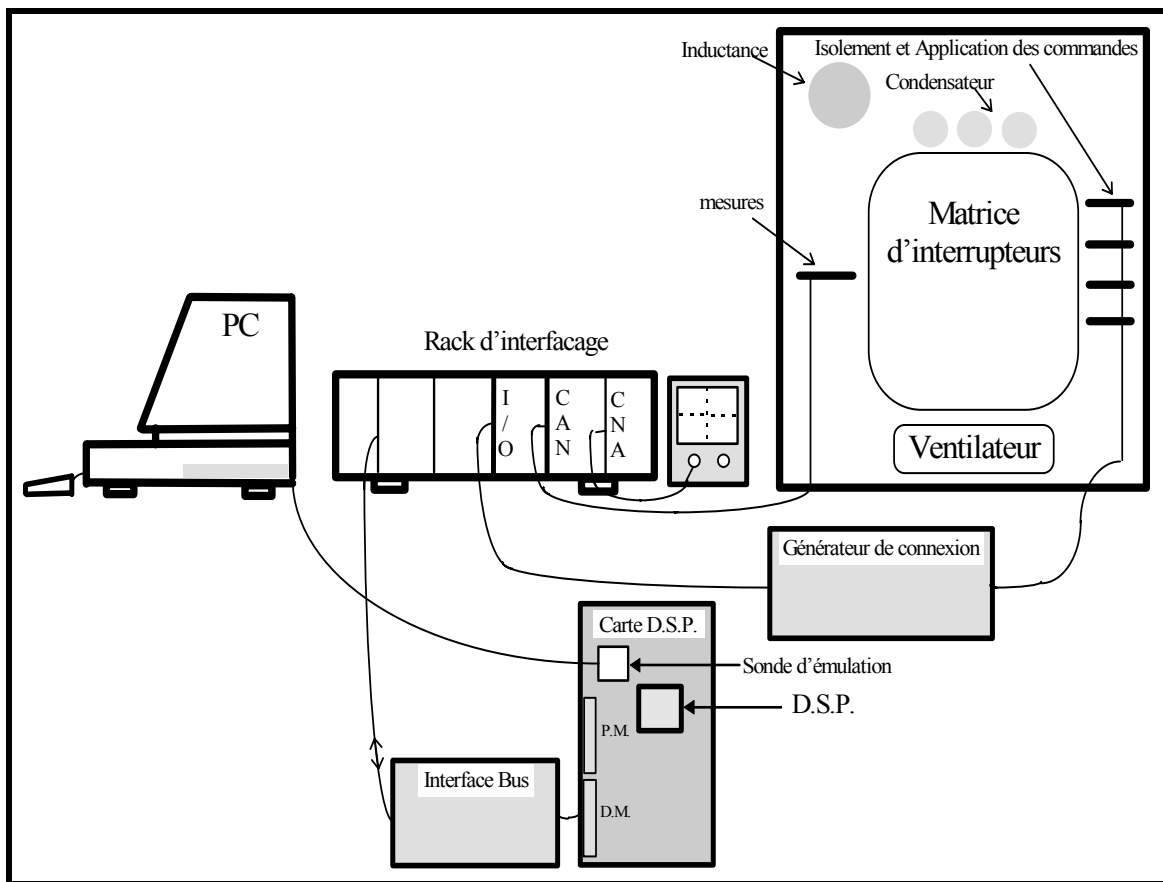 Inductance
Isolement et Application des commandes
Condensateur
mesures
Matrice
d'interrupteurs
PC
Rack d'interfacage
I
/
O
C
A
N
C
N
A
Ventilateur
Générateur de connexion
Carte D.S.P.
Sonde d'émulation
D.S.P.
P.M.
Interface Bus
D.M.